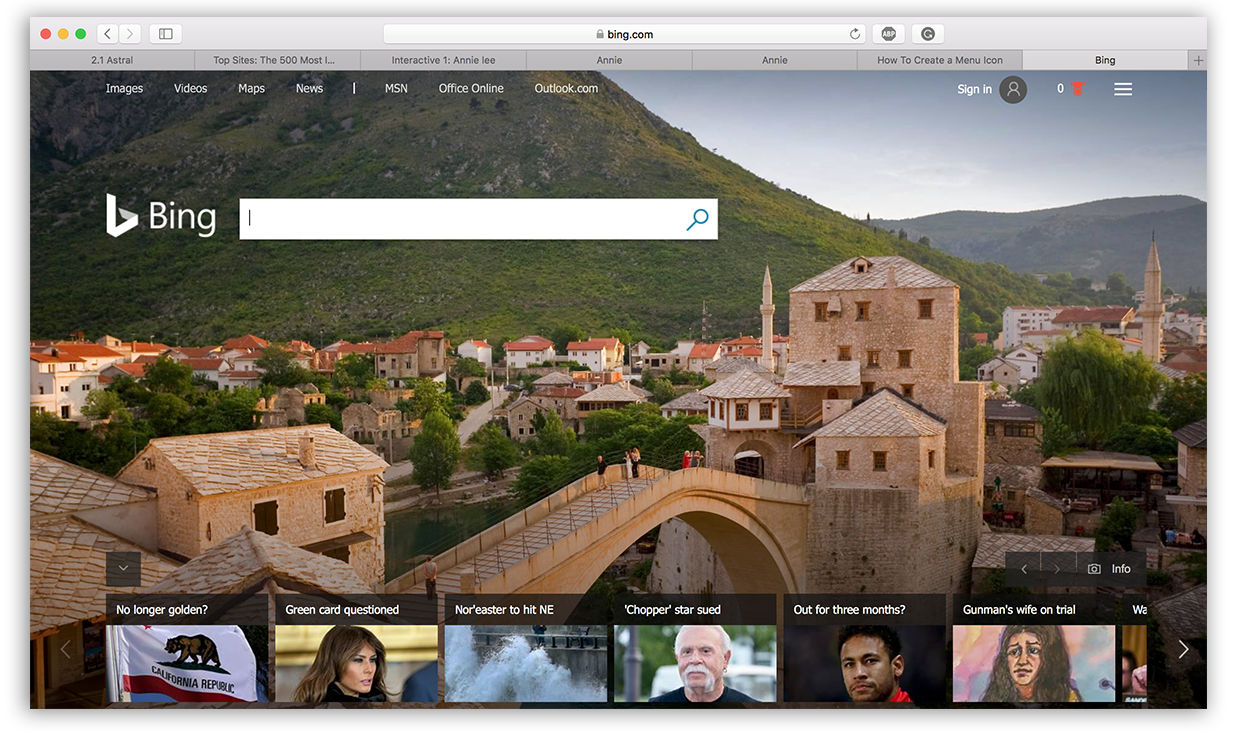 bing.com
ABP
2.1 Astral
Top Sites: The 500 Most I...
Interactive 1: Annie lee
Annie
Annie
How To Create a Menu Icon
Bing
Images Videos Maps News | MSN Office Online Outlook.com
Sign in
0
Bing
Info
No longer golden?
Green card questioned
Nor'easter to hit NE
'Chopper' star sued
Out for three months?
Gunman's wife on trial
Wa
CALIFORNIA REPUBLIC